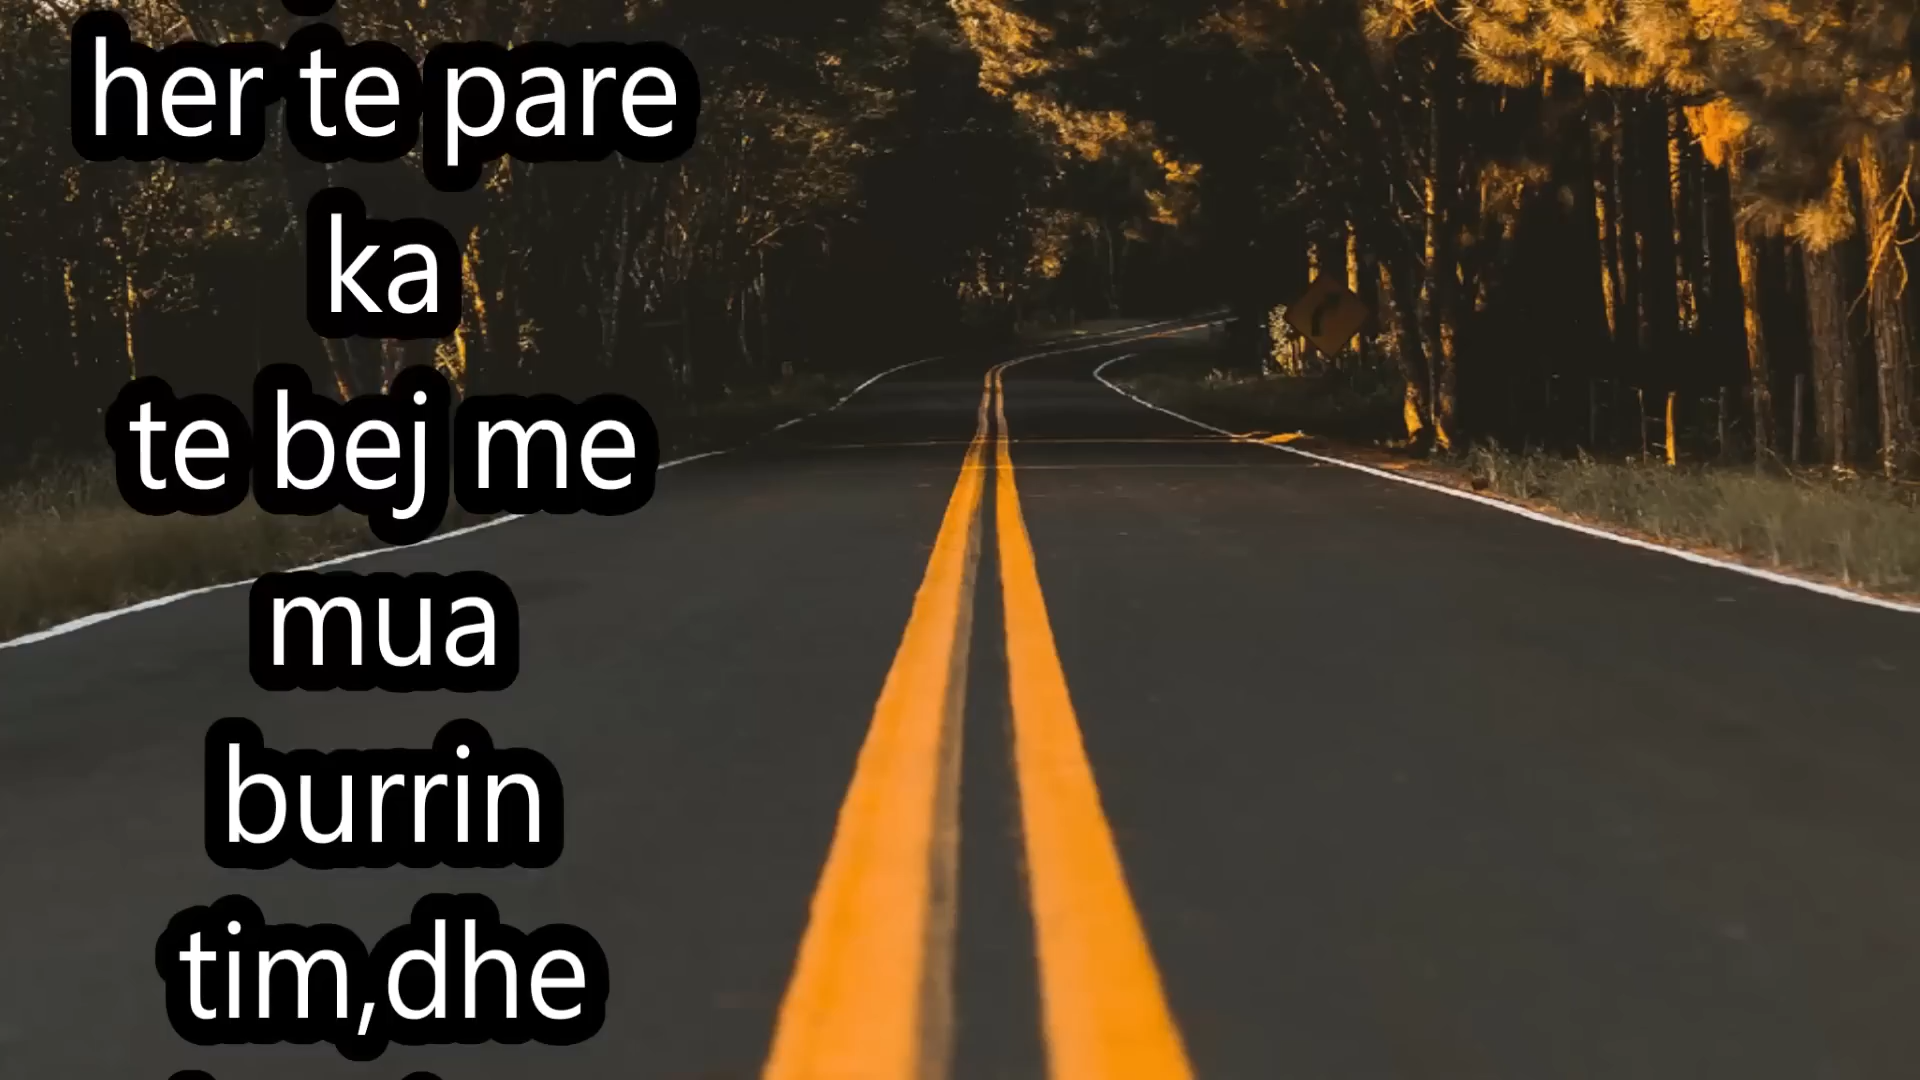 her te pare
ka
te bej me
mua
burrin
tim,dhe